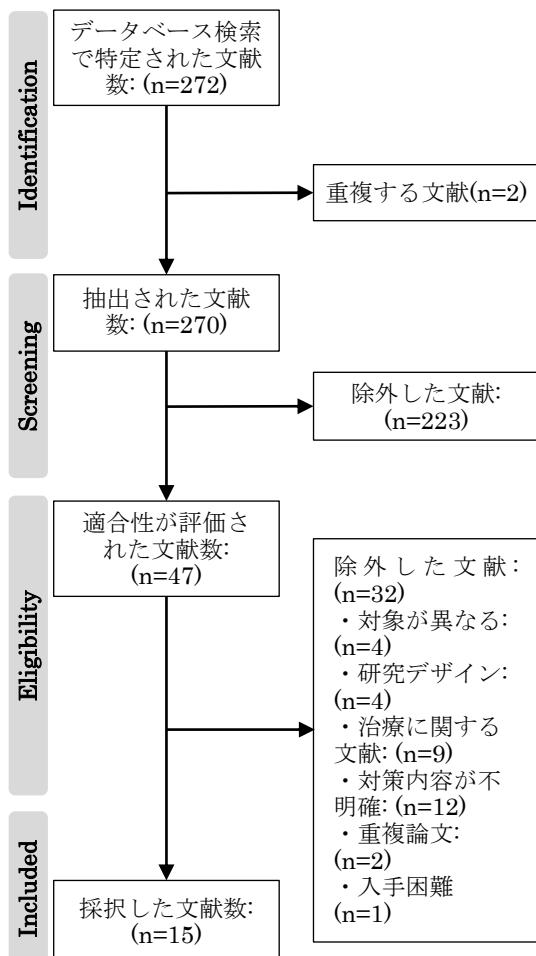 Identification
データベース検索
で特定された文献
数: (n=272)
重複する文献(n=2)
Screening
抽出された文献
数: (n=270)
除外した文献:
(n=223)
Eligibility
適合性が評価さ
れた文献数:
(n=47)
除外した文献:
(n=32)
・対象が異なる:
(n=4)
・研究デザイン:
(n=4)
・治療に関する
文献: (n=9)
・対策内容が不
明確: (n=12)
・重複論文:
(n=2)
・入手困難
(n=1)
Included
採択した文献数:
(n=15)